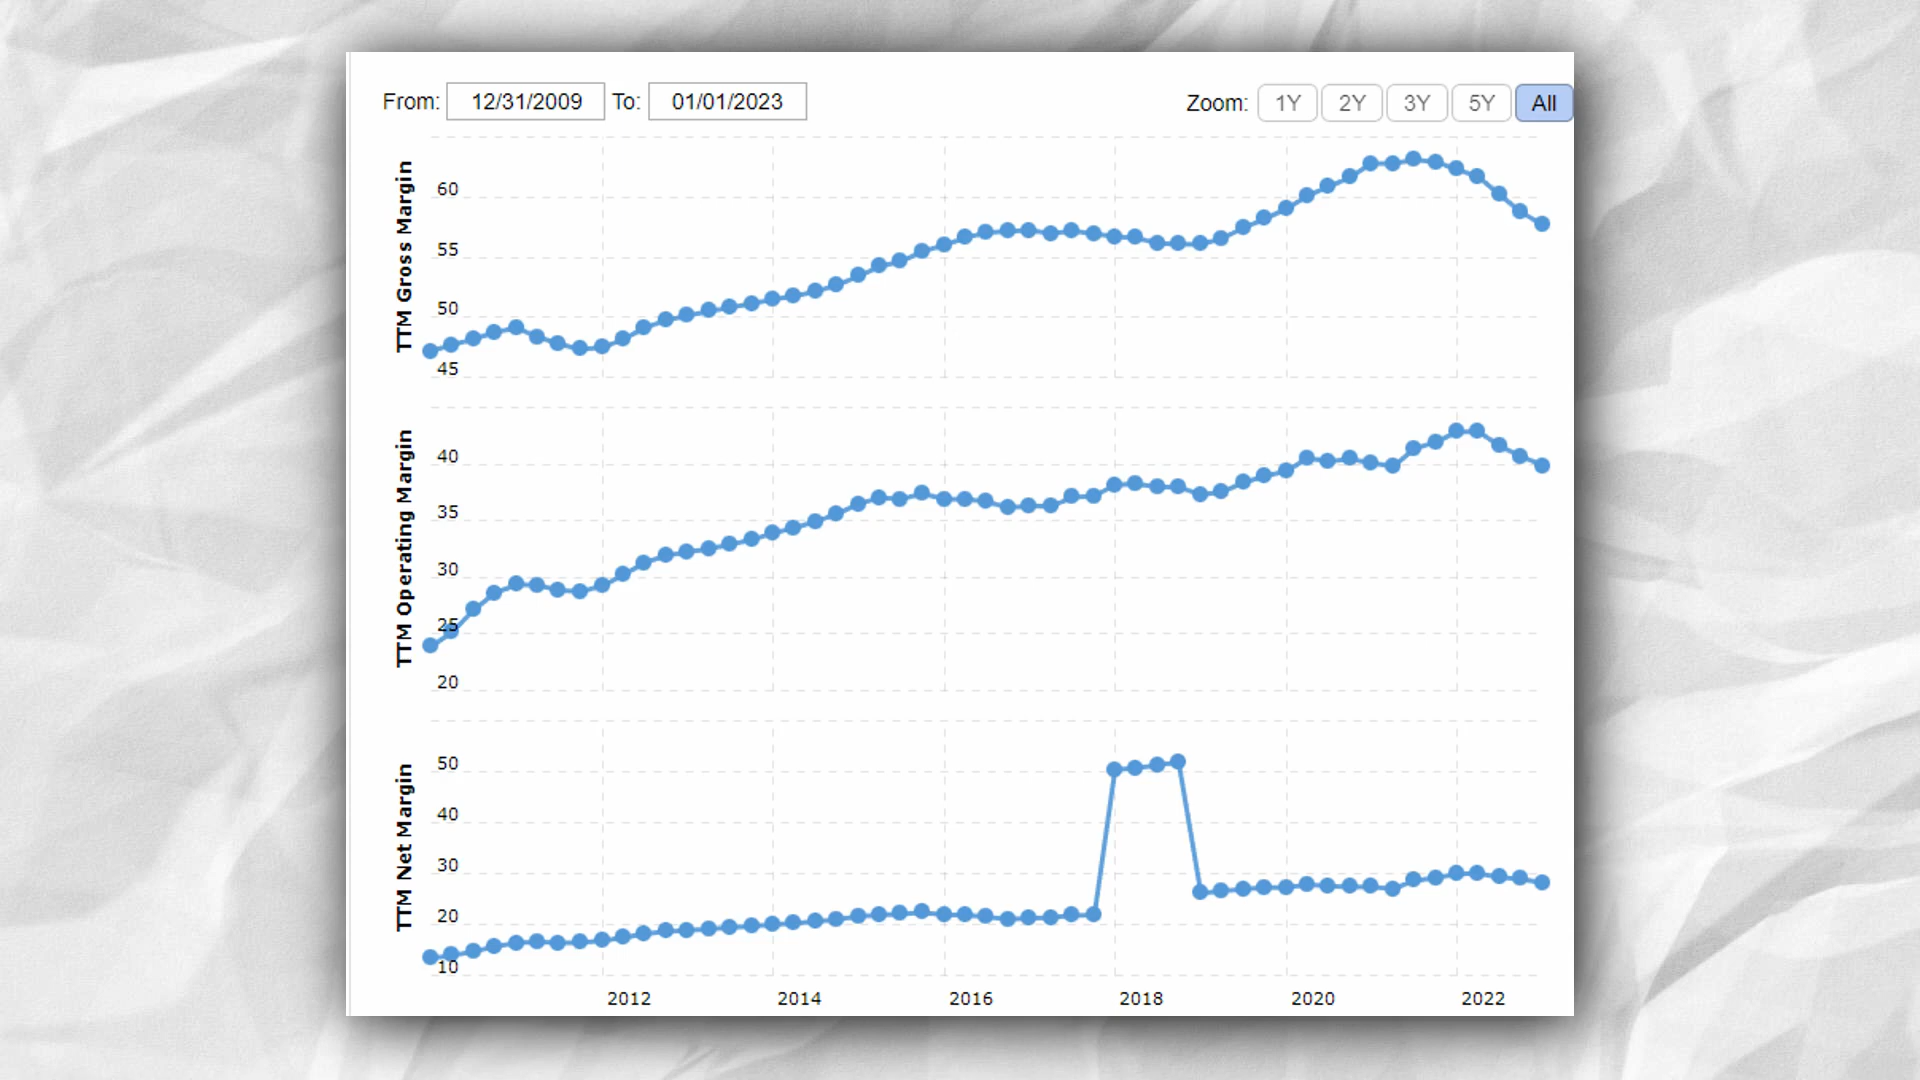 From: 12/31/2009 To: 01/01/2023
Zoom: 1Y 2Y 3Y 5Y All
TTM Gross Margin
60
55
50
45
TTM Operating Margin
40
35
30
25
20
TTM Net Margin
50
40
30
20
10
2012 2014 2016 2018 2020 2022